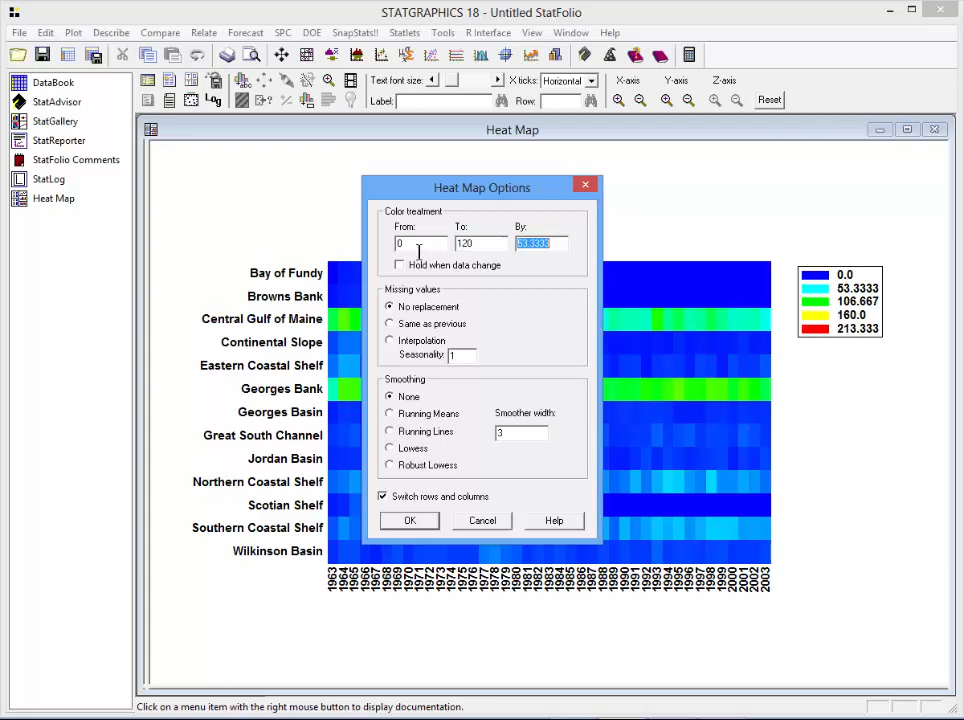 STATGRAPHICS 18 - Untitled StatFolio
File Edit Plot Describe Compare Relate Forecast SPC DOE SnapStats!! Statlets Tools R Interface View Window Help
Text font size: X ticks: Horizontal X-axis Y-axis Z-axis
Log Label: Row: Reset
DataBook
StatAdvisor
StatGallery
StatReporter
StatFolio Comments
StatLog
Heat Map
Heat Map
Heat Map Options
Color treatment
From: To: By:
0 120 53.3333
Hold when data change
Missing values
No replacement
Same as previous
Interpolation
Seasonality: 1
Smoothing
None
Running Means Smoother width:
Running Lines 3
Lowess
Robust Lowess
Switch rows and columns
OK Cancel Help
Bay of Fundy
Browns Bank
Central Gulf of Maine
Continental Slope
Eastern Coastal Shelf
Georges Bank
Georges Basin
Great South Channel
Jordan Basin
Northern Coastal Shelf
Scotian Shelf
Southern Coastal Shelf
Wilkinson Basin
0.0
53.3333
106.667
160.0
213.333
1963 1964 1965 1966 1967 1968 1969 1970 1971 1972 1973 1974 1975 1976 1977 1978 1979 1980 1981 1982 1983 1984 1985 1986 1987 1988 1989 1990 1991 1992 1993 1994 1995 1996 1997 1998 1999 2000 2001 2002 2003
Click on a menu item with the right mouse button to display documentation.